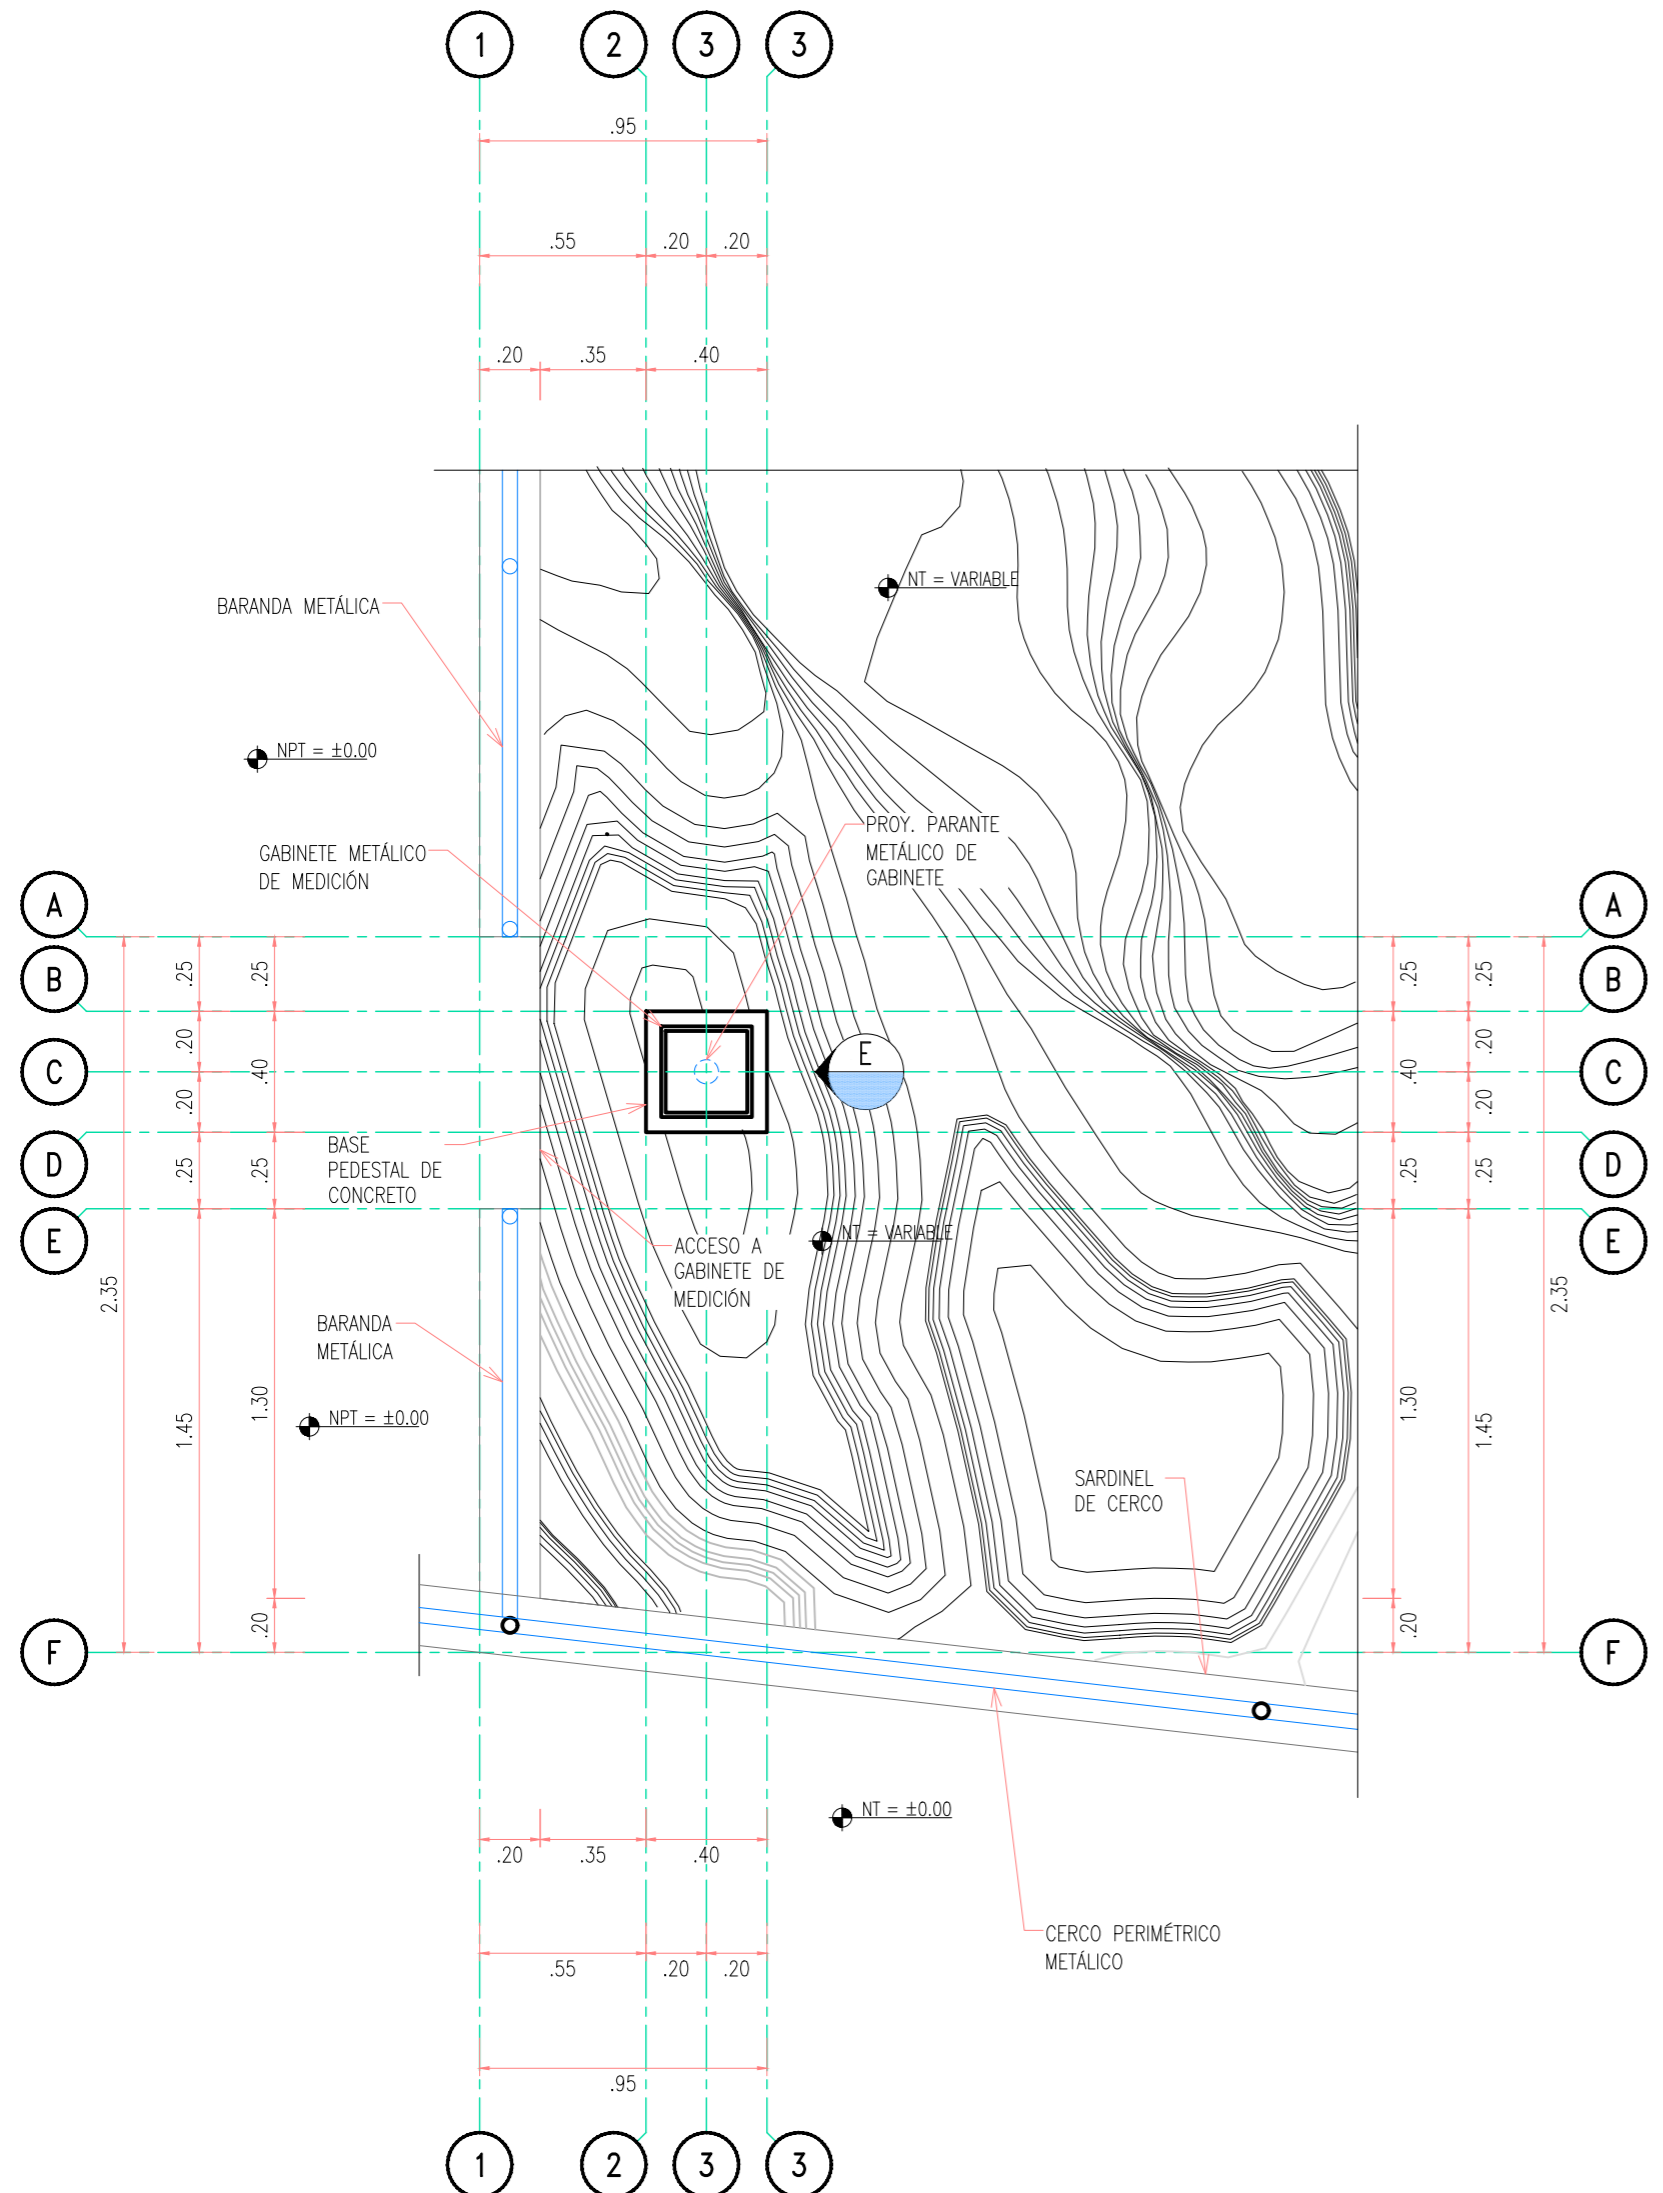 1 2 3 3
.95
.55 .20 .20
.20 .35 .40
NT = VARIABLE
BARANDA METÁLICA
NPT = ±0.00
PROY. PARANTE
METÁLICO DE
GABINETE
GABINETE METÁLICO
DE MEDICIÓN
A A
B B
C C
D D
E E
F F
.25 .25 .25 .25
.20 .40 .40 .20
.20 .20
.25 .25 .25 .25
2.35 2.35
1.45 1.30 1.30 1.45
.20 .20
E
BASE
PEDESTAL DE
CONCRETO
NT = VARIABLE
ACCESO A
GABINETE DE
MEDICIÓN
BARANDA
METÁLICA
NPT = ±0.00
SARDINEL
DE CERCO
NT = ±0.00
.20 .35 .40
CERCO PERIMÉTRICO
METÁLICO
.55 .20 .20
.95
1 2 3 3